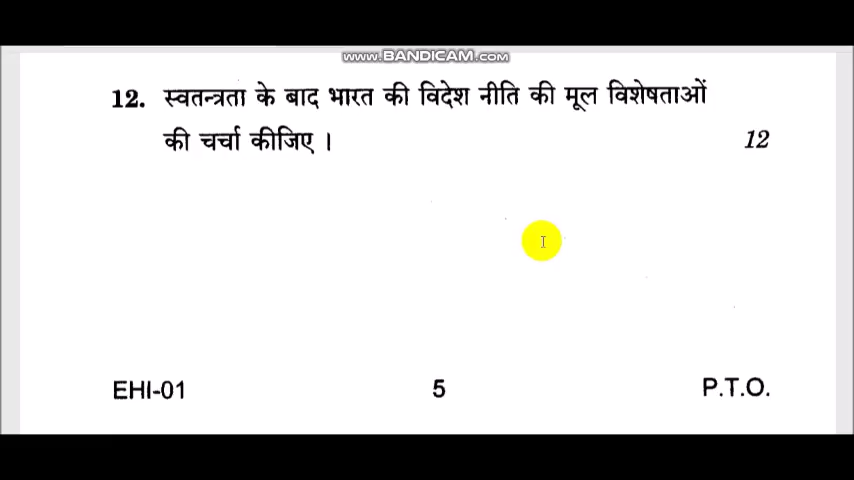 www.BANDICAM.com
12. स्वतन्त्रता के बाद भारत की विदेश नीति की मूल विशेषताओं
की चर्चा कीजिए । 12
EHI-01 5 P.T.O.